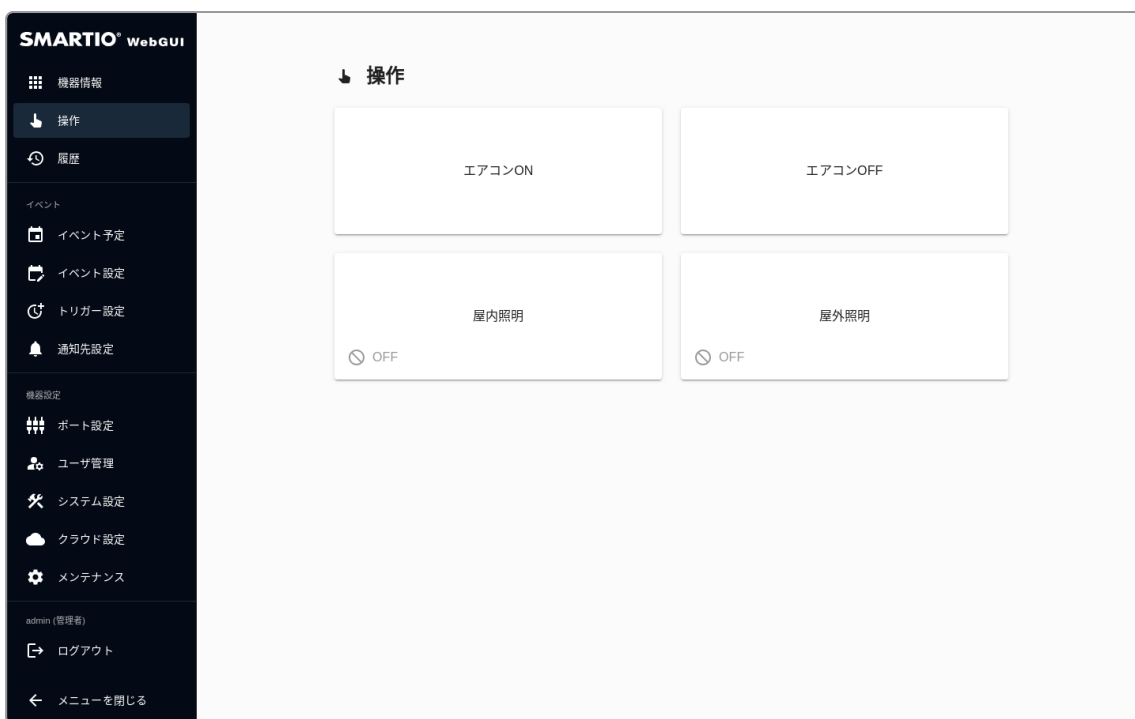 SMARTIO® WebGUI
機器情報
操作
履歴
イベント
イベント予定
イベント設定
トリガー設定
通知先設定
機器設定
ポート設定
ユーザ管理
システム設定
クラウド設定
メンテナンス
admin (管理者)
ログアウト
メニューを閉じる
操作
エアコンON
エアコンOFF
屋内照明
OFF
屋外照明
OFF